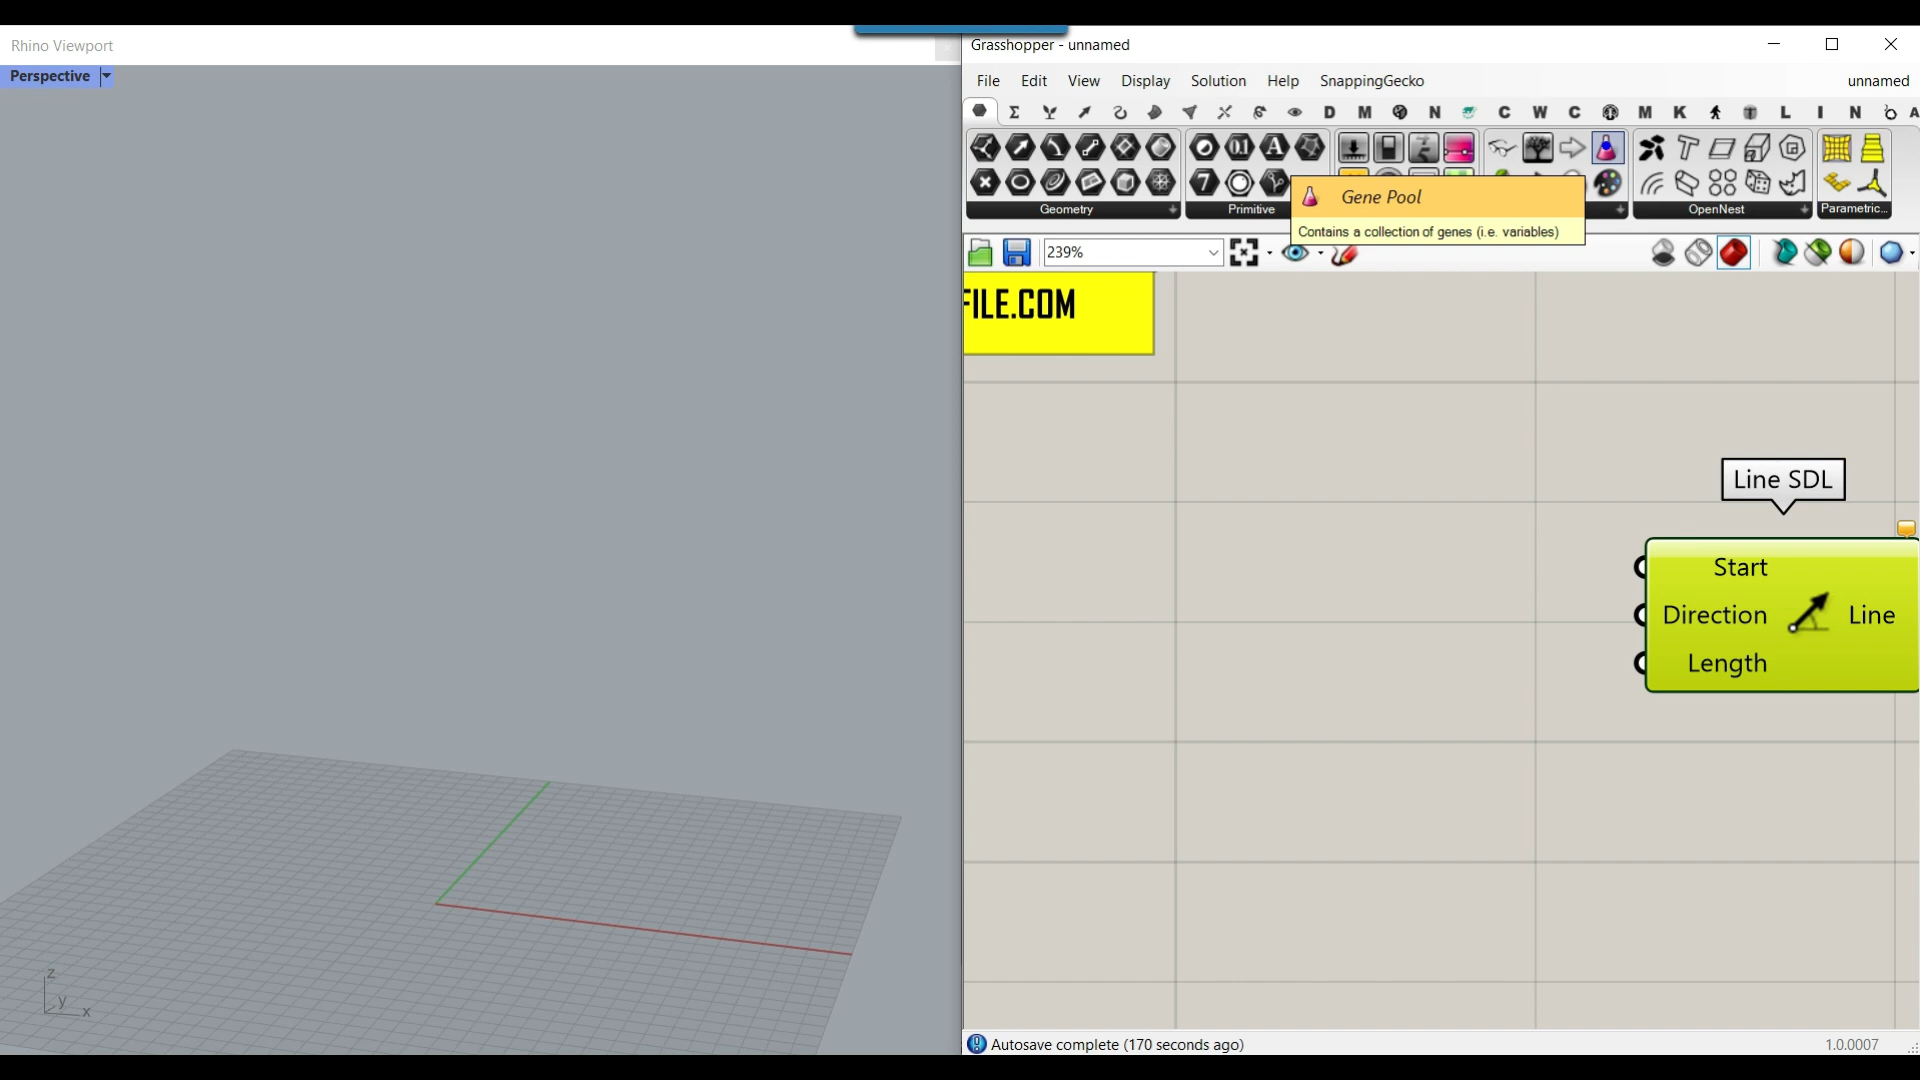 Rhino Viewport
Perspective
Grasshopper - unnamed
File Edit View Display Solution Help SnappingGecko
unnamed
D M N C W C M K L I N A
Geometry
Primitive
OpenNest
Parametric...
Gene Pool
Contains a collection of genes (i.e. variables)
239%
FILE.COM
Line SDL
Start
Direction
Line
Length
z
y
x
Autosave complete (170 seconds ago)
1.0.0007